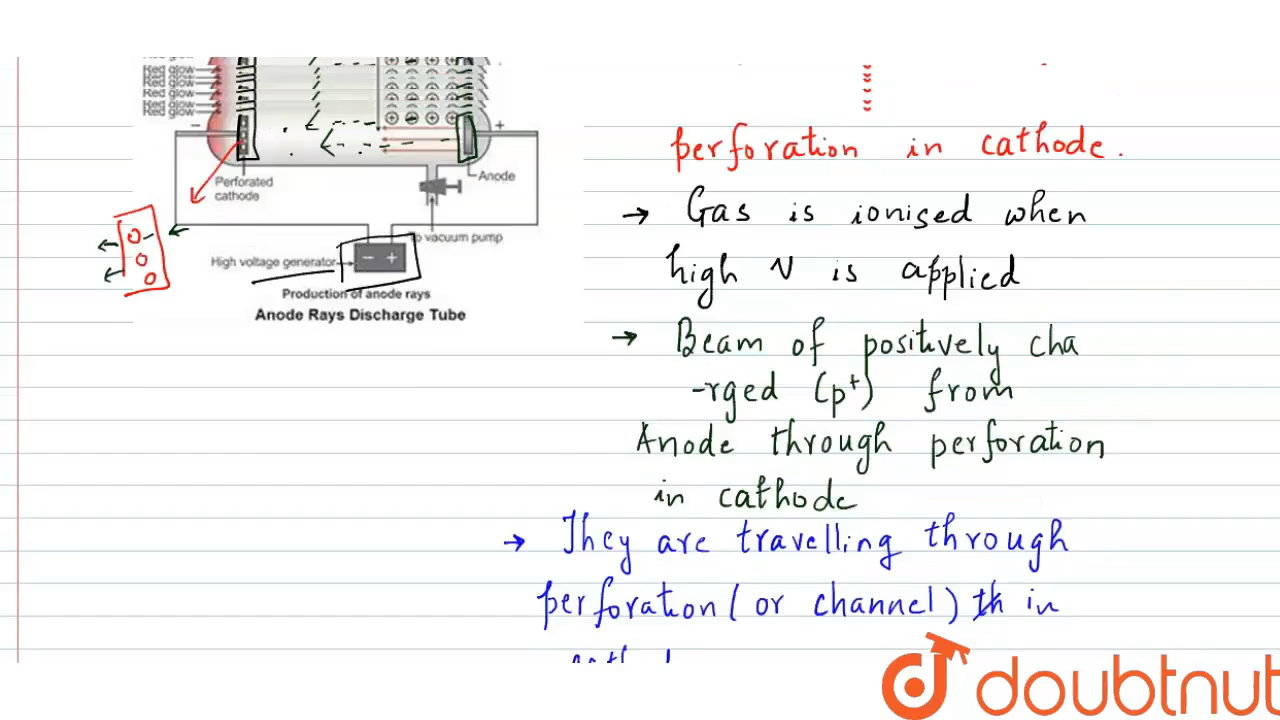 Red glow
Red glow
Red glow
Red glow
Red glow
−
+
Perforated
cathode
Anode
To vacuum pump
High voltage generator
− +
Production of anode rays
Anode Rays Discharge Tube
perforation in cathode.
→ Gas is ionised when
high V is applied
→ Beam of positively cha
-rged (p+) from
Anode through perforation
in cathode
→ They are travelling through
perforation (or channel) th in
doubtnut